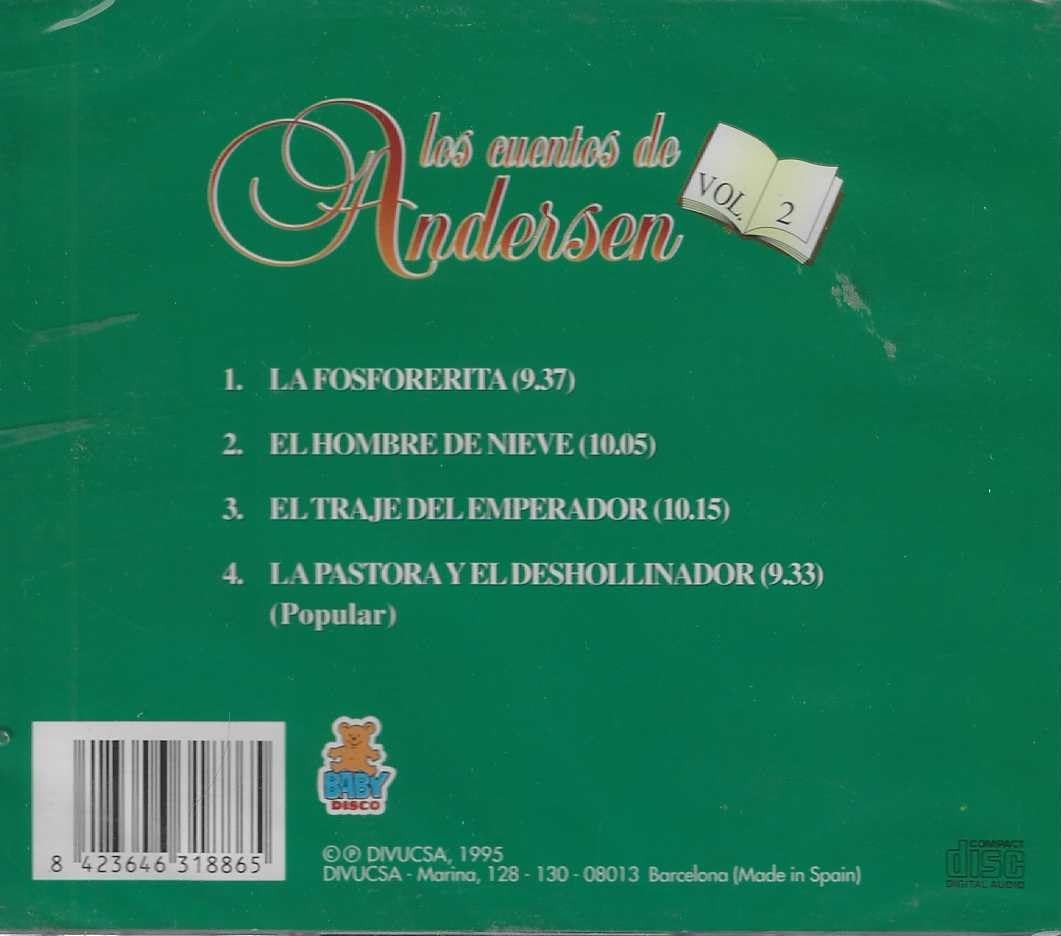 los cuentos de
Andersen
VOL. 2
1. LA FOSFORERITA (9.37)
2. EL HOMBRE DE NIEVE (10.05)
3. EL TRAJE DEL EMPERADOR (10.15)
4. LA PASTORA Y EL DESHOLLINADOR (9.33)
(Popular)
BABY
DISCO
8 423646 318865
© ℗ DIVUCSA, 1995
DIVUCSA - Marina, 128 - 130 - 08013 Barcelona (Made in Spain)
COMPACT
disc
DIGITAL AUDIO